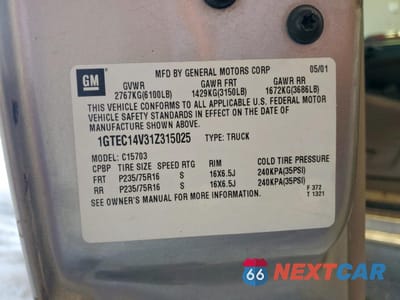 MFD BY GENERAL MOTORS CORP 05/01
GM
GVWR GAWR FRT GAWR RR
2767KG(6100LB) 1429KG(3150LB) 1672KG(3686LB)
THIS VEHICLE CONFORMS TO ALL APPLICABLE U.S. FEDERAL MOTOR
VEHICLE SAFETY STANDARDS IN EFFECT ON THE DATE OF
MANUFACTURE SHOWN ABOVE.
1GTEC14V31Z315025 TYPE: TRUCK
MODEL: C15703
CPBP TIRE SIZE SPEED RTG RIM COLD TIRE PRESSURE
FRT P235/75R16 S 16X6.5J 240KPA(35PSI)
RR P235/75R16 S 16X6.5J 240KPA(35PSI)
SEE OWNER'S MANUAL FOR MORE INFORMATION.
F 372
T 1321
66 NEXTCAR